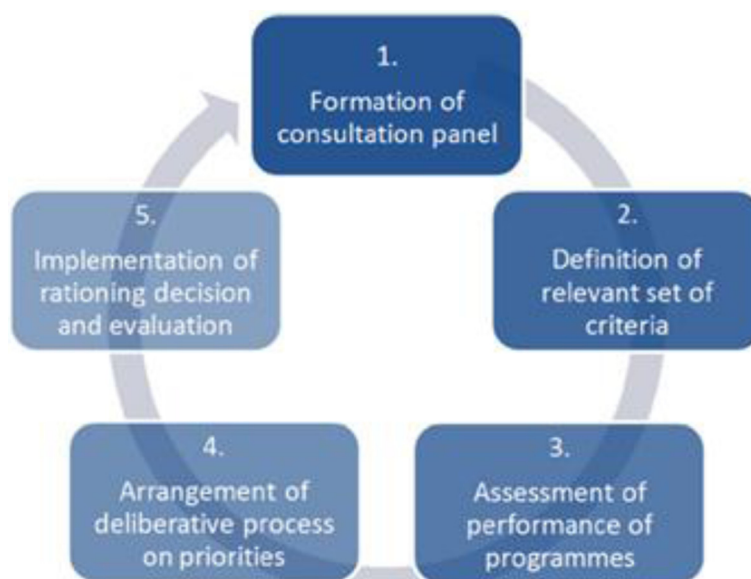 1.
Formation of
consultation panel
2.
Definition of
relevant set of
criteria
3.
Assessment of
performance of
programmes
4.
Arrangement of
deliberative process
on priorities
5.
Implementation of
rationing decision
and evaluation